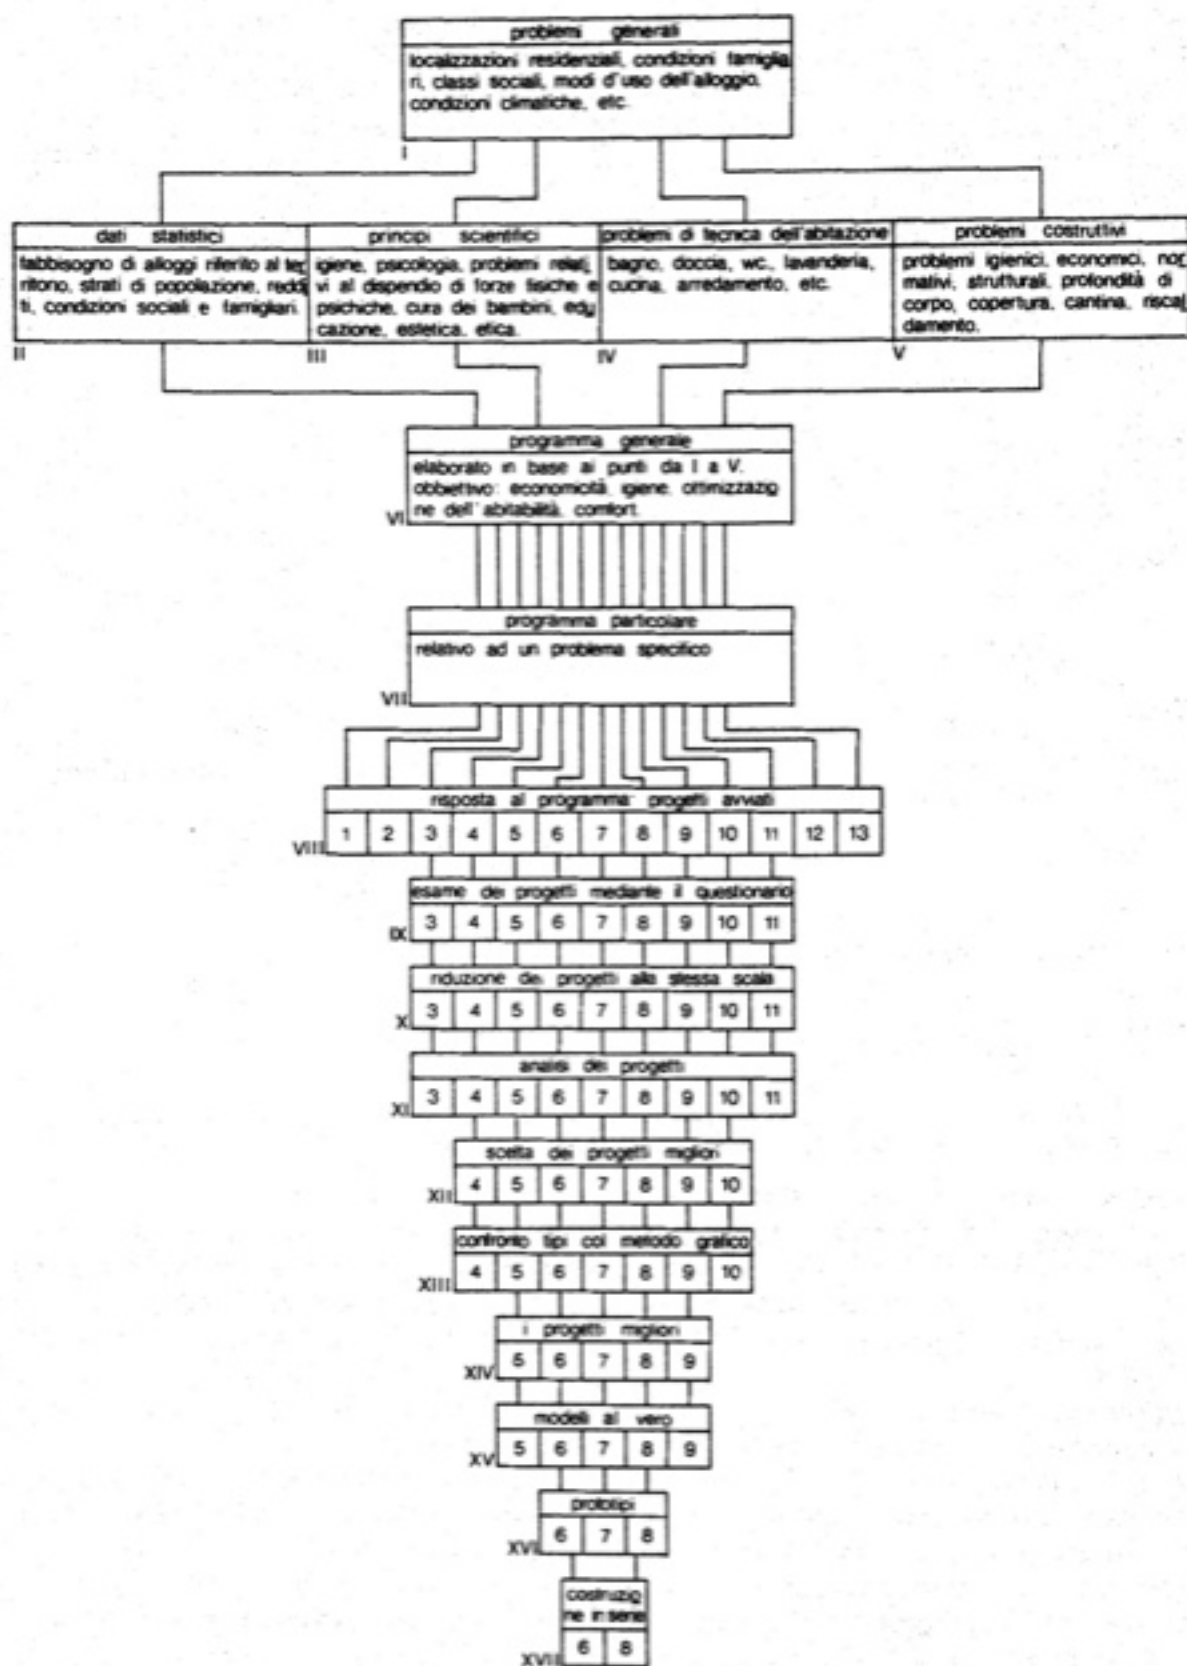 problemi generali
localizzazioni residenziali, condizioni famiglia
ri, classi sociali, modi d'uso dell'alloggio,
condizioni climatiche, etc.
I
dati statistici
fabbisogno di alloggi riferito al ter
ritorio, strati di popolazione, reddi
ti, condizioni sociali e famigliari.
II
principi scientifici
igiene, psicologia, problemi relati
vi al dispendio di forze fisiche e
psichiche, cura dei bambini, edu
cazione, estetica, etica.
III
problemi di tecnica dell'abitazione
bagno, doccia, wc., lavanderia,
cucina, arredamento, etc.
IV
problemi costruttivi
problemi igienici, economici, nor
mativi, strutturali, profondità di
corpo, copertura, cantina, riscal
damento.
V
programma generale
elaborato in base ai punti da I a V.
obbiettivo: economicità, igiene, ottimizzazio
ne dell'abitabilità, comfort.
VI
programma particolare
relativo ad un problema specifico
VII
risposta al programma: progetti avviati
VIII 1 2 3 4 5 6 7 8 9 10 11 12 13
esame dei progetti mediante il questionario
IX 3 4 5 6 7 8 9 10 11
riduzione dei progetti alla stessa scala
X 3 4 5 6 7 8 9 10 11
analisi dei progetti
XI 3 4 5 6 7 8 9 10 11
scelta dei progetti migliori
XII 4 5 6 7 8 9 10
confronto tipi col metodo grafico
XIII 4 5 6 7 8 9 10
i progetti migliori
XIV 5 6 7 8 9
modelli al vero
XV 5 6 7 8 9
prototipi
XVI 6 7 8
costruzio
ne in serie
XVII 6 8